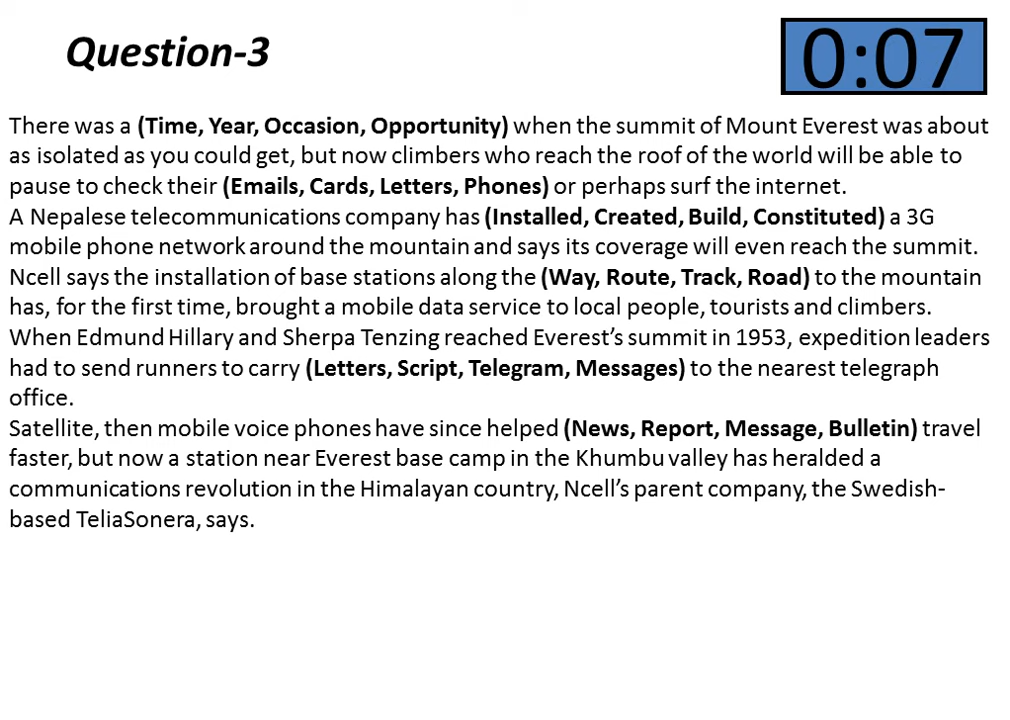 Question-3
0:07
There was a (Time, Year, Occasion, Opportunity) when the summit of Mount Everest was about
as isolated as you could get, but now climbers who reach the roof of the world will be able to
pause to check their (Emails, Cards, Letters, Phones) or perhaps surf the internet.
A Nepalese telecommunications company has (Installed, Created, Build, Constituted) a 3G
mobile phone network around the mountain and says its coverage will even reach the summit.
Ncell says the installation of base stations along the (Way, Route, Track, Road) to the mountain
has, for the first time, brought a mobile data service to local people, tourists and climbers.
When Edmund Hillary and Sherpa Tenzing reached Everest’s summit in 1953, expedition leaders
had to send runners to carry (Letters, Script, Telegram, Messages) to the nearest telegraph
office.
Satellite, then mobile voice phones have since helped (News, Report, Message, Bulletin) travel
faster, but now a station near Everest base camp in the Khumbu valley has heralded a
communications revolution in the Himalayan country, Ncell’s parent company, the Swedish-
based TeliaSonera, says.